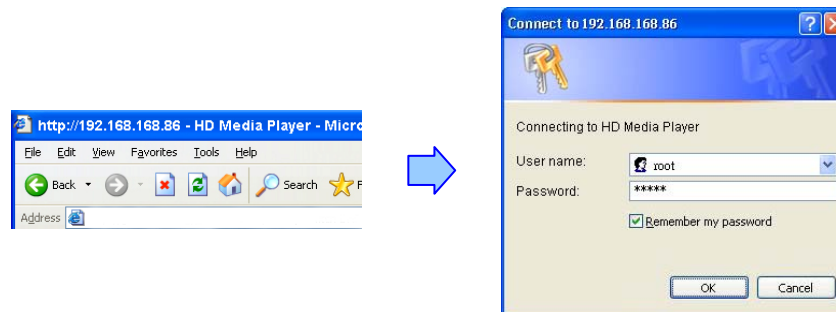 http://192.168.168.86 - HD Media Player - Micro
File Edit View Favorites Tools Help
Back Search
Address
Connect to 192.168.168.86
Connecting to HD Media Player
User name: root
Password: *****
Remember my password
OK Cancel